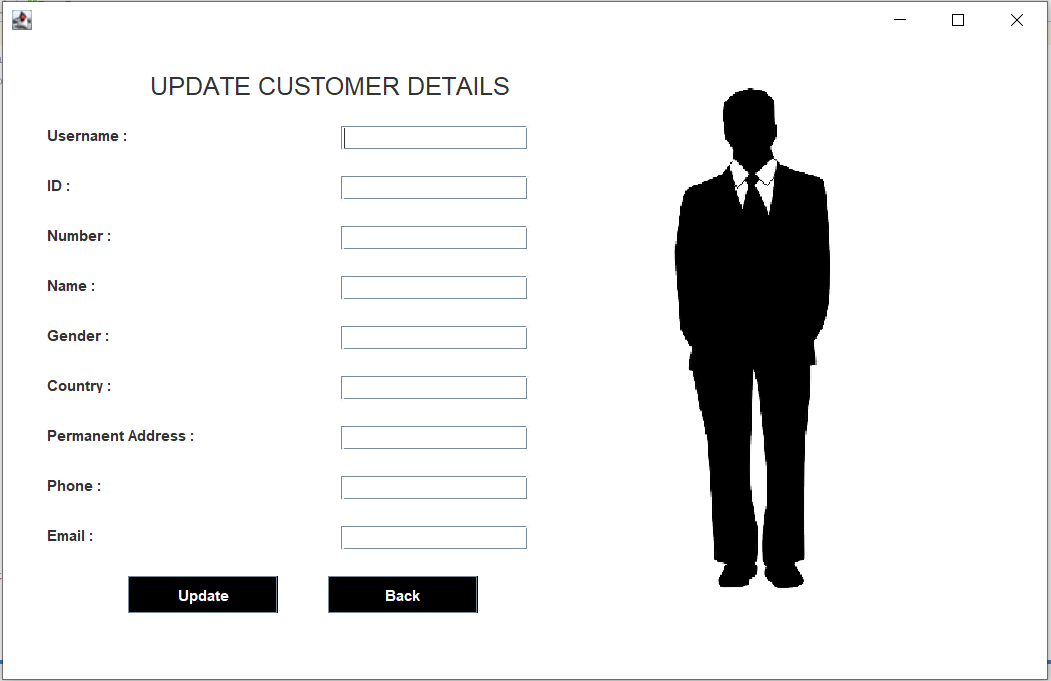 UPDATE CUSTOMER DETAILS
Username :
ID :
Number :
Name :
Gender :
Country :
Permanent Address :
Phone :
Email :
Update Back